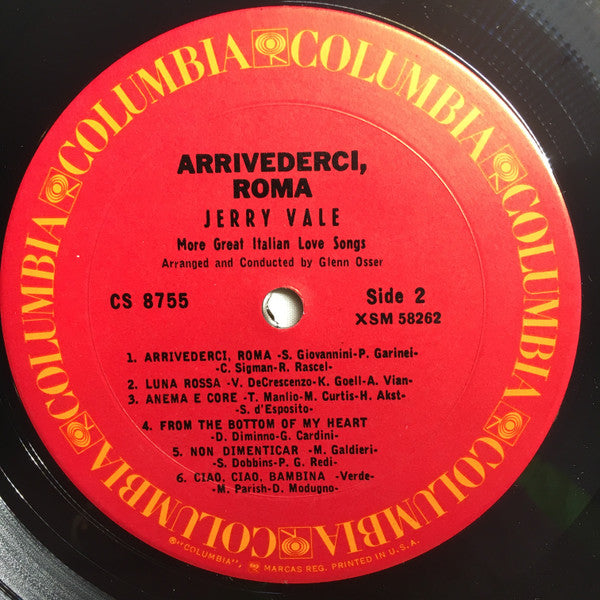 COLUMBIA COLUMBIA COLUMBIA COLUMBIA COLUMBIA COLUMBIA
ARRIVEDERCI,
ROMA
JERRY VALE
More Great Italian Love Songs
Arranged and Conducted by Glenn Osser
CS 8755
Side 2
XSM 58262
1. ARRIVEDERCI, ROMA -S. Giovannini-P. Garinei-
-C. Sigman-R. Rascel-
2. LUNA ROSSA -V. DeCrescenzo-K. Goell-A. Vian-
3. ANEMA E CORE -T. Manlio-M. Curtis-H. Akst-
-S. d'Esposito-
4. FROM THE BOTTOM OF MY HEART
-D. Diminno-G. Cardini-
5. NON DIMENTICAR -M. Galdieri-
-S. Dobbins-P. G. Redi-
6. CIAO, CIAO, BAMBINA -Verde-
-M. Parish-D. Modugno-
®"COLUMBIA", MARCAS REG. PRINTED IN U.S.A.